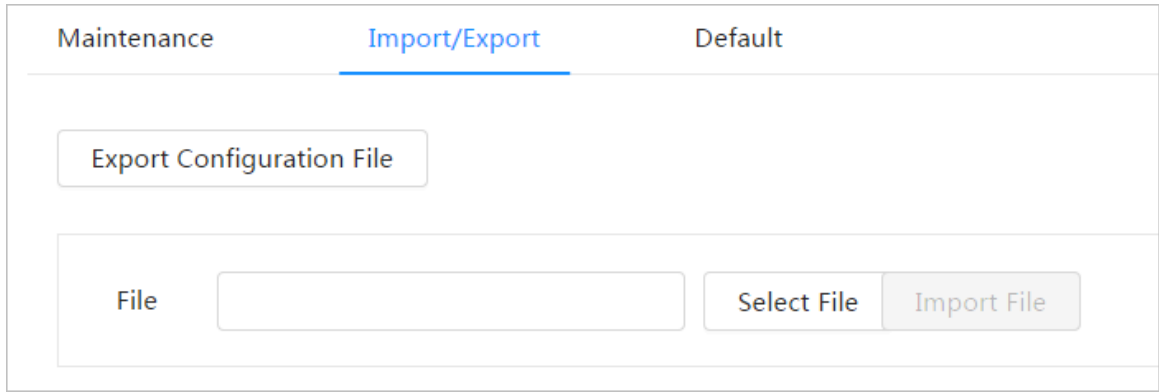 Maintenance Import/Export Default
Export Configuration File
File Select File Import File